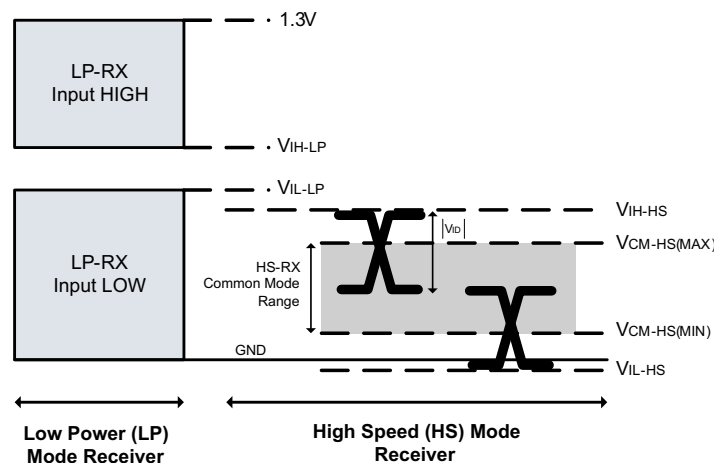 1.3V
LP-RX
Input HIGH
VIH-LP
VIL-LP
LP-RX
Input LOW
VIH-HS
|VID|
VCM-HS(MAX)
HS-RX
Common Mode
Range
VCM-HS(MIN)
GND
VIL-HS
Low Power (LP)
Mode Receiver
High Speed (HS) Mode
Receiver